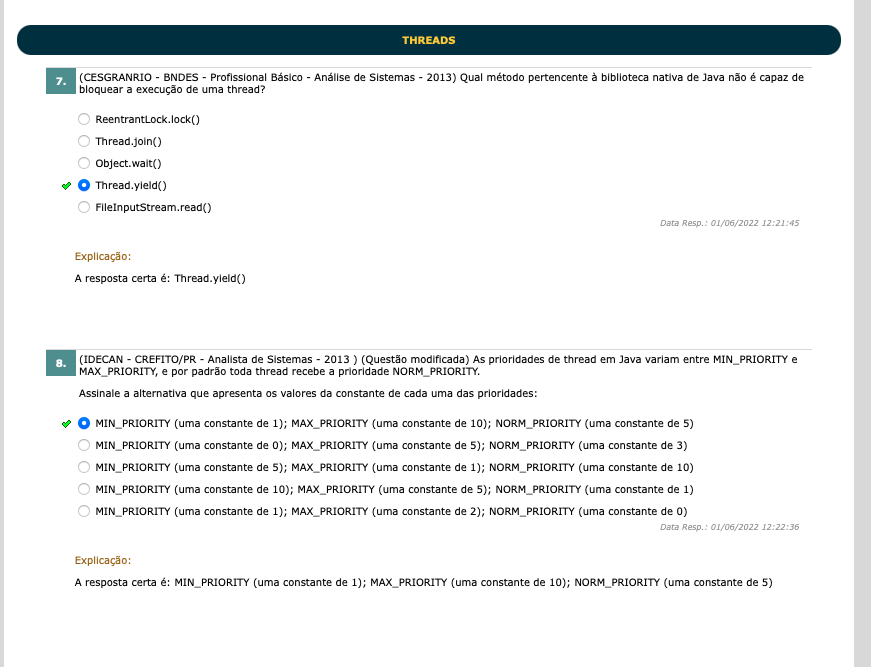 THREADS
7. (CESGRANRIO - BNDES - Profissional Básico - Análise de Sistemas - 2013) Qual método pertencente à biblioteca nativa de Java não é capaz de
bloquear a execução de uma thread?
ReentrantLock.lock()
Thread.join()
Object.wait()
Thread.yield()
FileInputStream.read()
Data Resp.: 01/06/2022 12:21:45
Explicação:
A resposta certa é: Thread.yield()
8. (IDECAN - CREFITO/PR - Analista de Sistemas - 2013 ) (Questão modificada) As prioridades de thread em Java variam entre MIN_PRIORITY e
MAX_PRIORITY, e por padrão toda thread recebe a prioridade NORM_PRIORITY.
Assinale a alternativa que apresenta os valores da constante de cada uma das prioridades:
MIN_PRIORITY (uma constante de 1); MAX_PRIORITY (uma constante de 10); NORM_PRIORITY (uma constante de 5)
MIN_PRIORITY (uma constante de 0); MAX_PRIORITY (uma constante de 5); NORM_PRIORITY (uma constante de 3)
MIN_PRIORITY (uma constante de 5); MAX_PRIORITY (uma constante de 1); NORM_PRIORITY (uma constante de 10)
MIN_PRIORITY (uma constante de 10); MAX_PRIORITY (uma constante de 5); NORM_PRIORITY (uma constante de 1)
MIN_PRIORITY (uma constante de 1); MAX_PRIORITY (uma constante de 2); NORM_PRIORITY (uma constante de 0)
Data Resp.: 01/06/2022 12:22:36
Explicação:
A resposta certa é: MIN_PRIORITY (uma constante de 1); MAX_PRIORITY (uma constante de 10); NORM_PRIORITY (uma constante de 5)